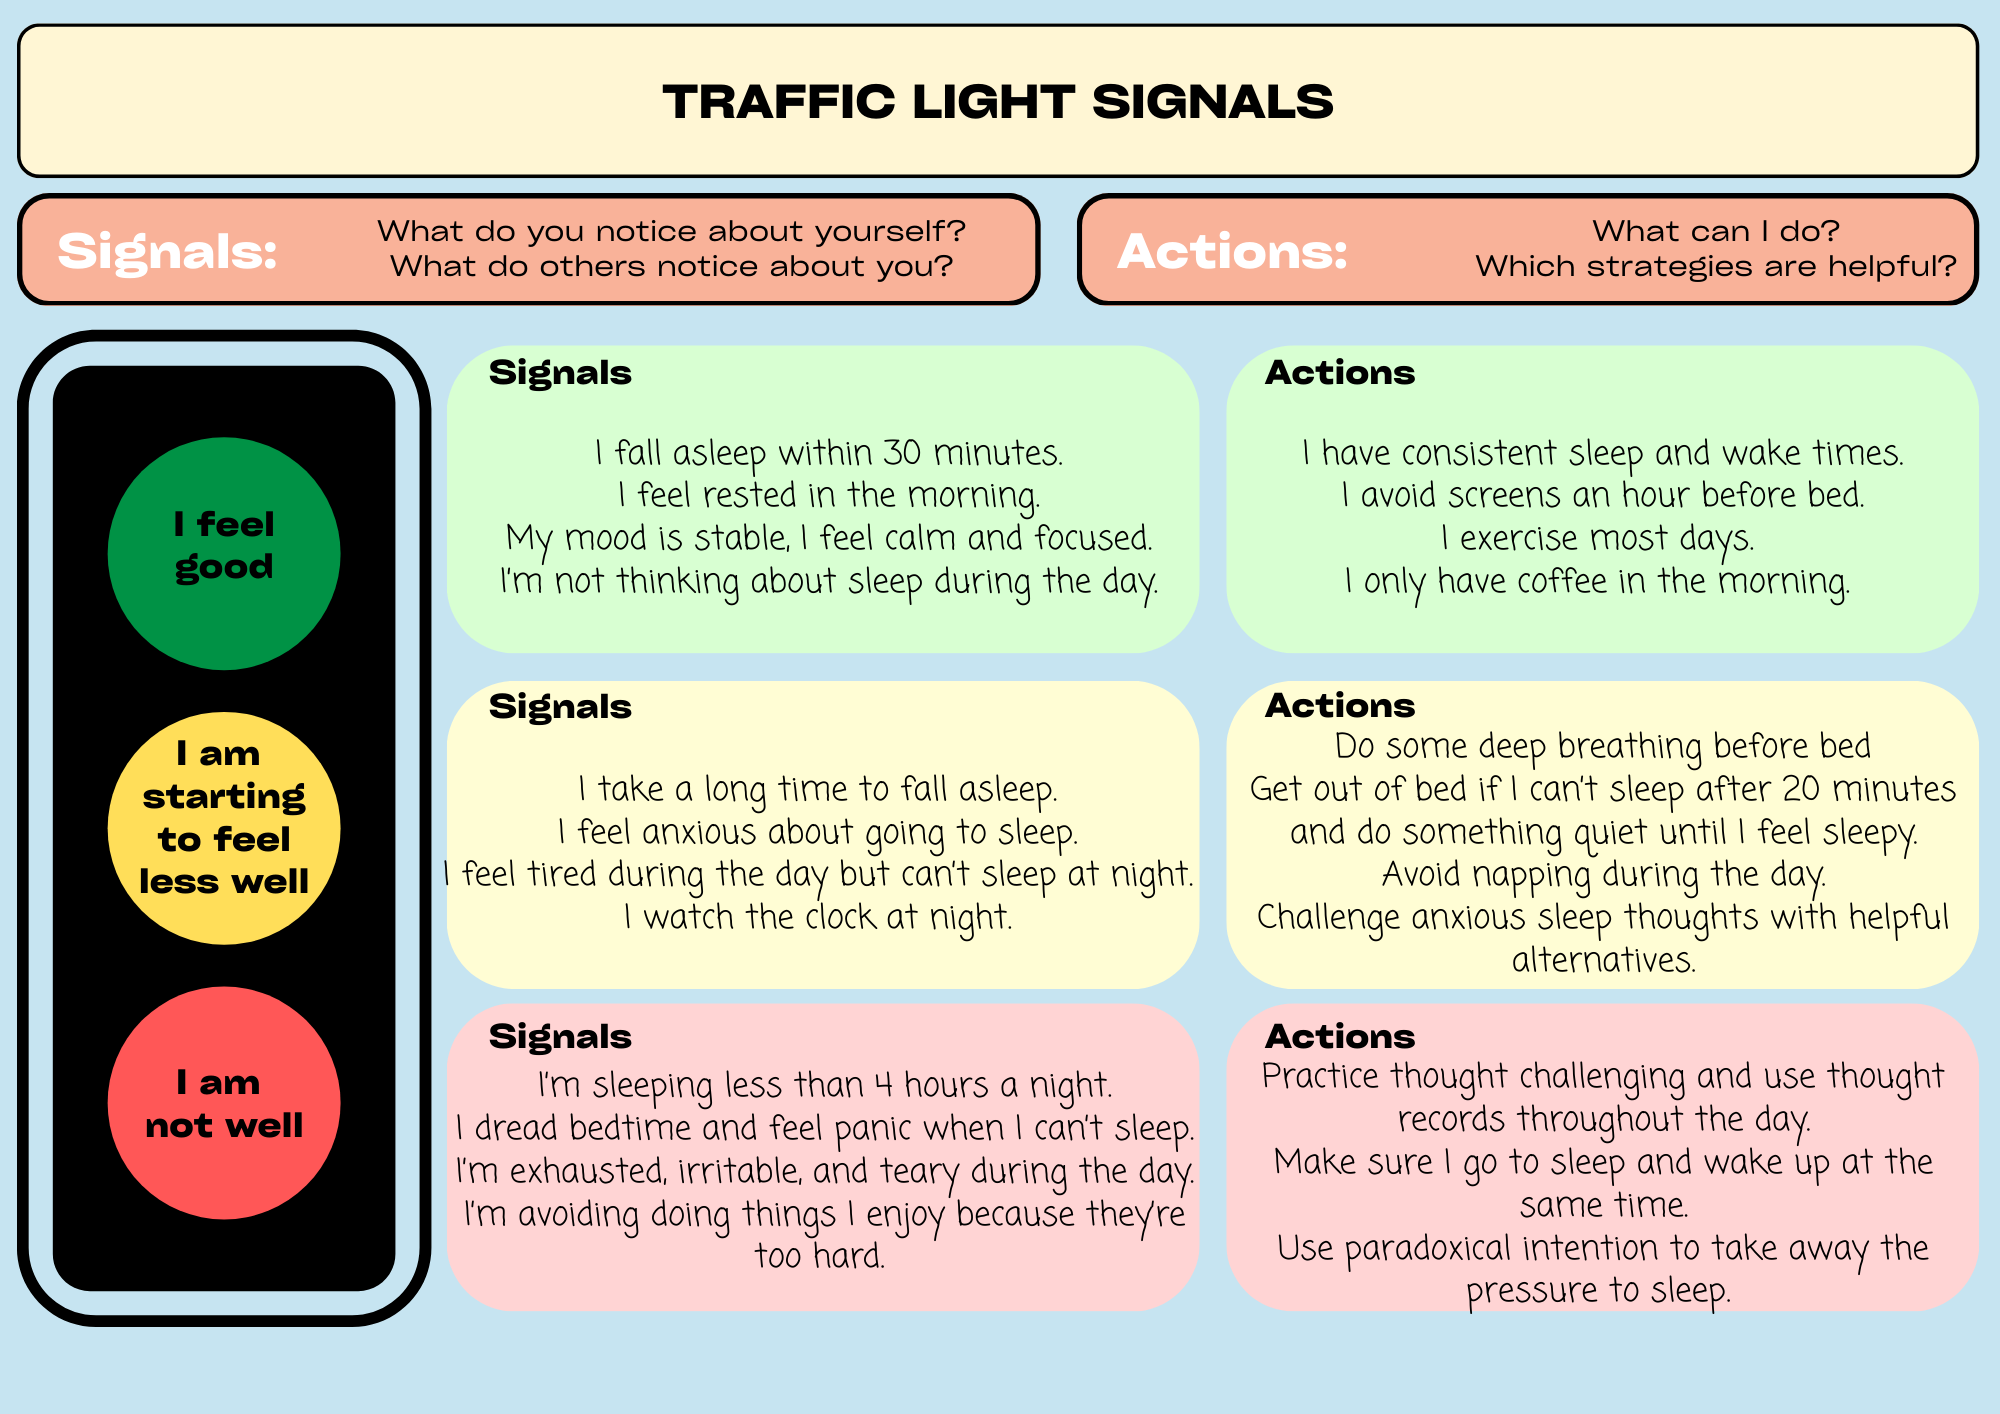 TRAFFIC LIGHT SIGNALS
Signals:
What do you notice about yourself?
What do others notice about you?
Actions:
What can I do?
Which strategies are helpful?
I feel
good
Signals
I fall asleep within 30 minutes.
I feel rested in the morning.
My mood is stable, I feel calm and focused.
I'm not thinking about sleep during the day.
Actions
I have consistent sleep and wake times.
I avoid screens an hour before bed.
I exercise most days.
I only have coffee in the morning.
I am
starting
to feel
less well
Signals
I take a long time to fall asleep.
I feel anxious about going to sleep.
I feel tired during the day but can't sleep at night.
I watch the clock at night.
Actions
Do some deep breathing before bed
Get out of bed if I can't sleep after 20 minutes
and do something quiet until I feel sleepy.
Avoid napping during the day.
Challenge anxious sleep thoughts with helpful
alternatives.
I am
not well
Signals
I'm sleeping less than 4 hours a night.
I dread bedtime and feel panic when I can't sleep.
I'm exhausted, irritable, and teary during the day.
I'm avoiding doing things I enjoy because they're
too hard.
Actions
Practice thought challenging and use thought
records throughout the day.
Make sure I go to sleep and wake up at the
same time.
Use paradoxical intention to take away the
pressure to sleep.